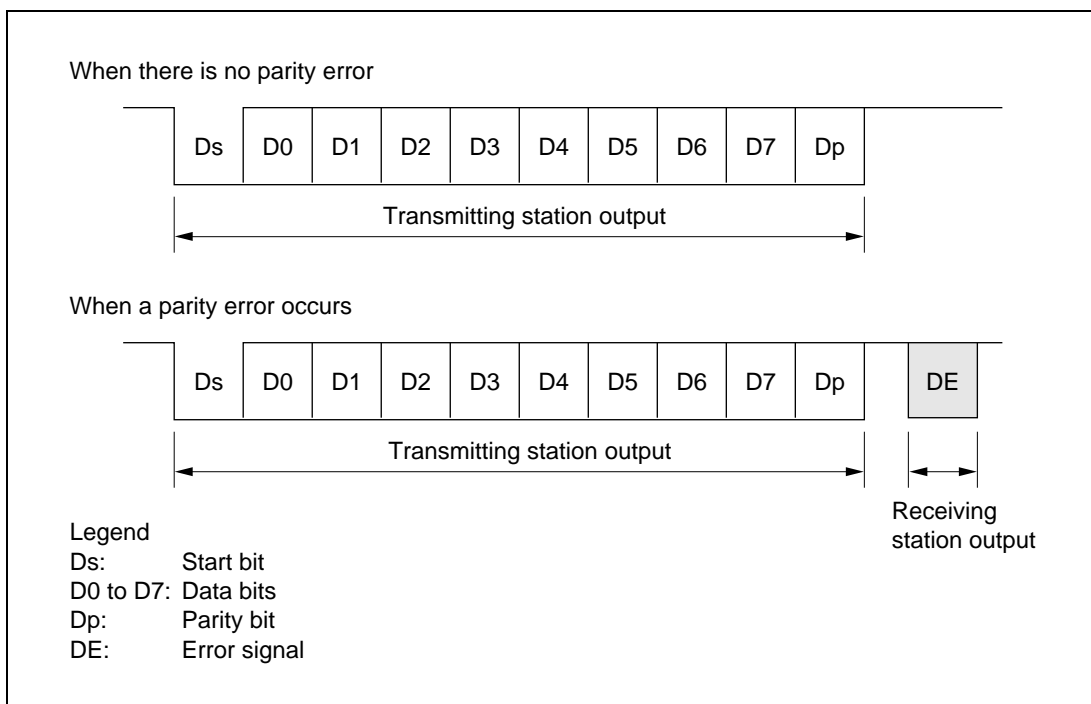 When there is no parity error
Ds D0 D1 D2 D3 D4 D5 D6 D7 Dp
Transmitting station output
When a parity error occurs
Ds D0 D1 D2 D3 D4 D5 D6 D7 Dp DE
Transmitting station output
Receiving
station output
Legend
Ds: Start bit
D0 to D7: Data bits
Dp: Parity bit
DE: Error signal